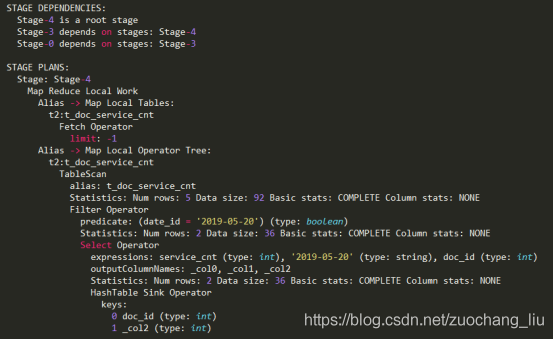 STAGE DEPENDENCIES:
Stage-4 is a root stage
Stage-3 depends on stages: Stage-4
Stage-0 depends on stages: Stage-3
STAGE PLANS:
Stage: Stage-4
Map Reduce Local Work
Alias -> Map Local Tables:
t2:t_doc_service_cnt
Fetch Operator
limit: -1
Alias -> Map Local Operator Tree:
t2:t_doc_service_cnt
TableScan
alias: t_doc_service_cnt
Statistics: Num rows: 5 Data size: 92 Basic stats: COMPLETE Column stats: NONE
Filter Operator
predicate: (date_id = '2019-05-20') (type: boolean)
Statistics: Num rows: 2 Data size: 36 Basic stats: COMPLETE Column stats: NONE
Select Operator
expressions: service_cnt (type: int), '2019-05-20' (type: string), doc_id (type: int)
outputColumnNames: _col0, _col1, _col2
Statistics: Num rows: 2 Data size: 36 Basic stats: COMPLETE Column stats: NONE
HashTable Sink Operator
keys:
0 doc_id (type: int)
1 _col2 (type: int)
https://blog.csdn.net/zuochang_liu